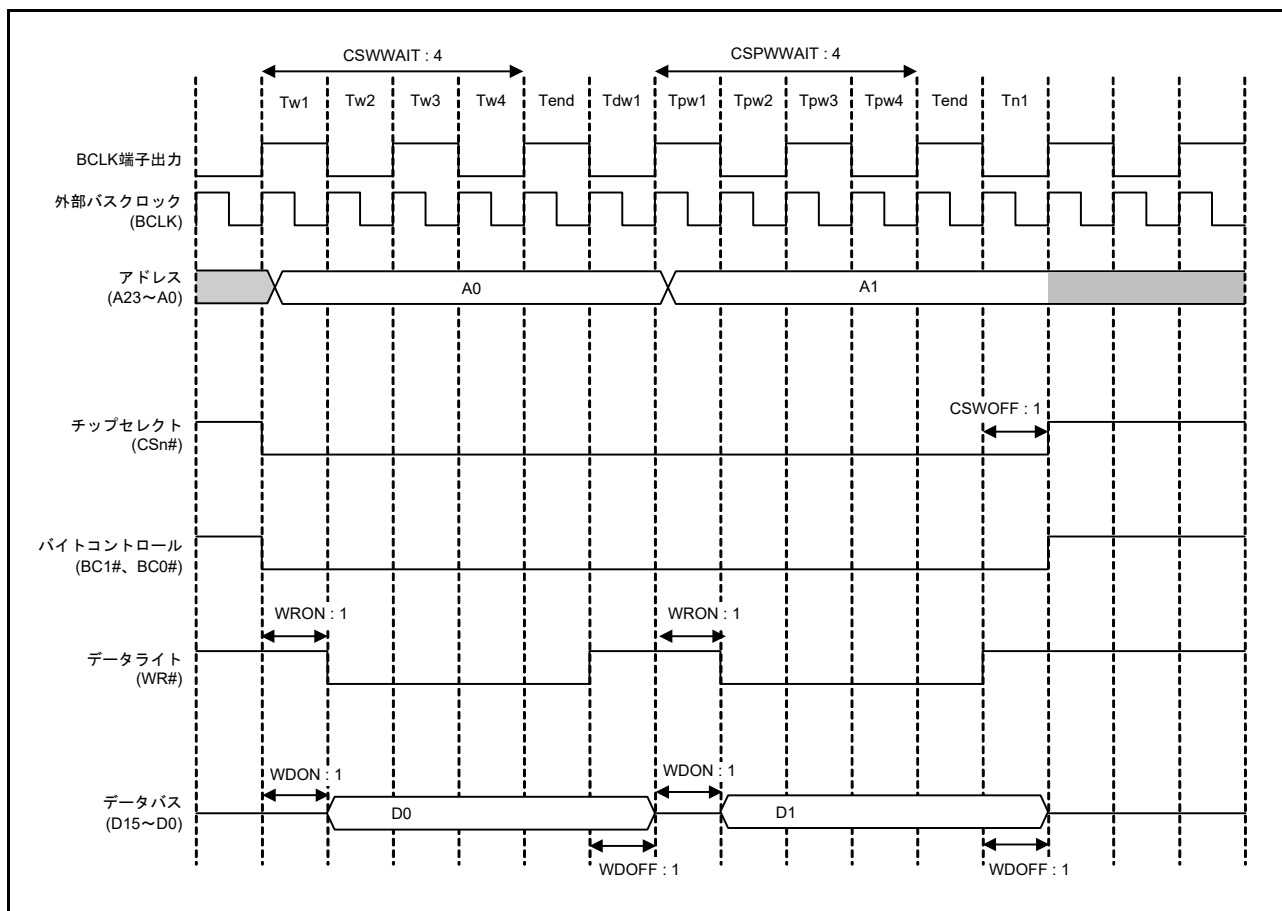 CSWWAIT : 4
CSPWWAIT : 4
Tw1 Tw2 Tw3 Tw4 Tend Tdw1 Tpw1 Tpw2 Tpw3 Tpw4 Tend Tn1
BCLK端子出力
外部バスクロック
(BCLK)
アドレス
(A23~A0)
A0
A1
CSWOFF : 1
チップセレクト
(CSn#)
バイトコントロール
(BC1#、BC0#)
WRON : 1
WRON : 1
データライト
(WR#)
WDON : 1
WDON : 1
データバス
(D15~D0)
D0
D1
WDOFF : 1
WDOFF : 1